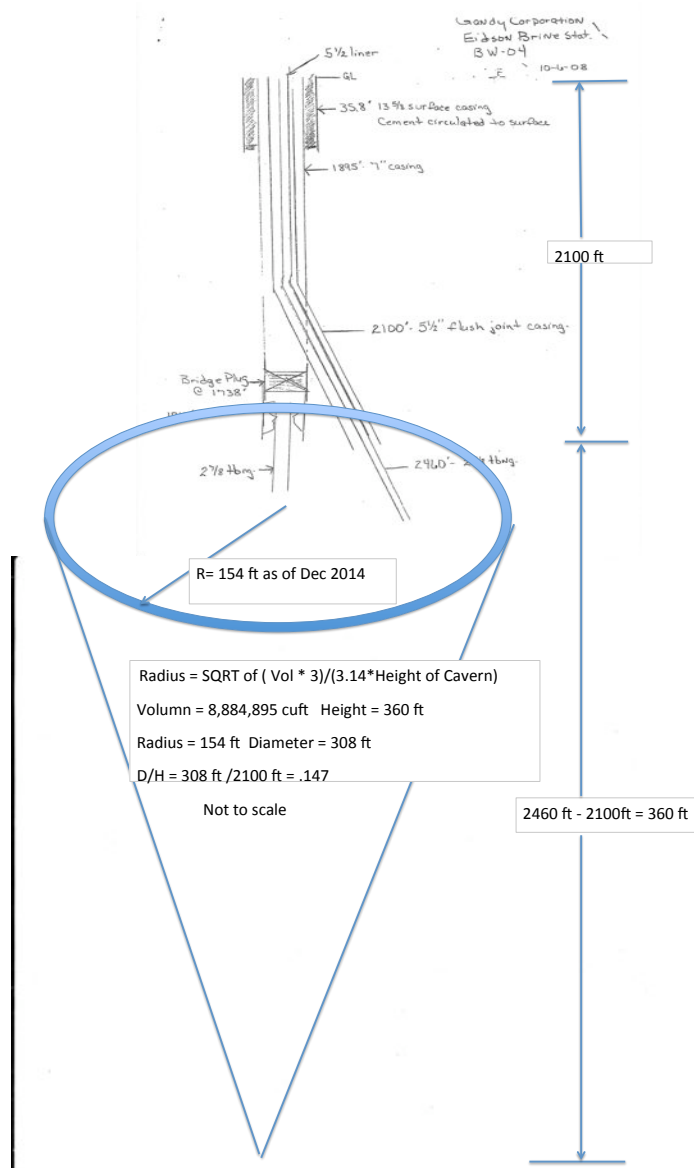 Gandy Corporation
Eidson Brine Stat.
BW-04
10-6-08
5½ liner
GL
35.8' 13⅝ surface casing
Cement circulated to surface
1895'- 7" casing
2100 ft
2100'- 5½" flush joint casing.
Bridge Plug
@ 1738'
2⅞ tbng.
2460'- tbng.
R= 154 ft as of Dec 2014
Radius = SQRT of ( Vol * 3)/(3.14*Height of Cavern)
Volumn = 8,884,895 cuft Height = 360 ft
Radius = 154 ft Diameter = 308 ft
D/H = 308 ft /2100 ft = .147
Not to scale
2460 ft - 2100ft = 360 ft